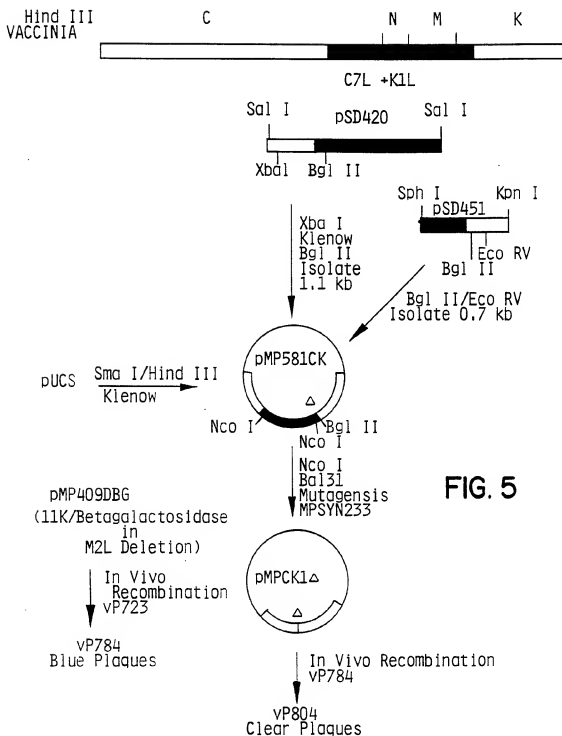 Hind III
VACCINIA
C N M K
C7L +K1L
Sal I pSD420 Sal I
XbaI Bgl II
Sph I Kpn I
pSD451
Eco RV
Bgl II
Xba I
Klenow
Bgl II
Isolate
1.1 kb
Bgl II/Eco RV
Isolate 0.7 kb
pMP581CK
pUC8 Sma I/Hind III
Klenow
△
Nco I Bgl II
Nco I
Nco I
Bal31
Mutagensis
MPSYN233
FIG. 5
pMP409DBG
(11K/Betagalactosidase
in
M2L Deletion)
pMPCK1△
△
In Vivo
Recombination
vP723
vP784
Blue Plaques
In Vivo Recombination
vP784
vP804
Clear Plaques